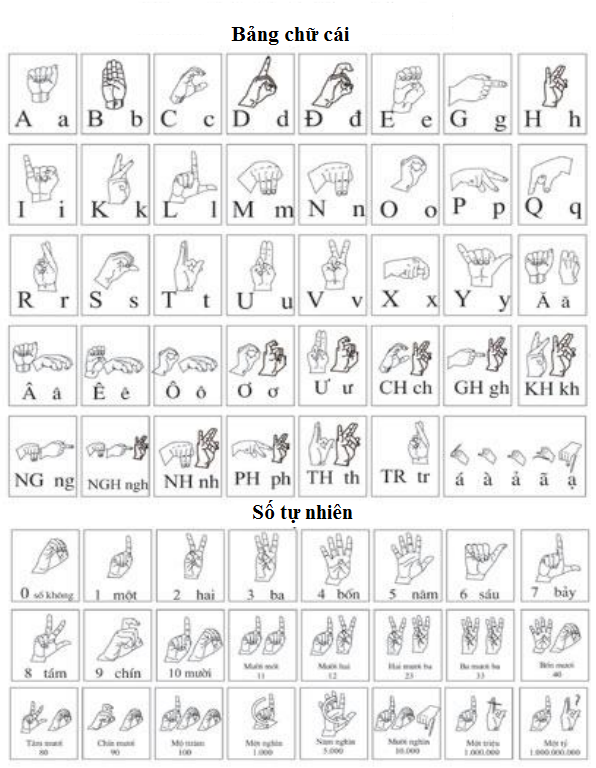 Bảng chữ cái
A a B b C c D d Đ đ E e G g H h
I i K k L l M m N n O o P p Q q
R r S s T t U u V v X x Y y Ă ă
Â â Ê ê Ô ô Ơ ơ Ư ư CH ch GH gh KH kh
NG ng NGH ngh NH nh PH ph TH th TR tr á à ả ã ạ
Số tự nhiên
0 số không 1 một 2 hai 3 ba 4 bốn 5 năm 6 sáu 7 bảy
8 tám 9 chín 10 mười Mười một Mười hai Hai mươi ba Ba mươi ba Bốn mươi
11 12 23 33 40
Tám mươi Chín mươi Một trăm Một nghìn Năm nghìn Mười nghìn Một triệu Một tỷ
80 90 100 1.000 5.000 10.000 1.000.000 1.000.000.000